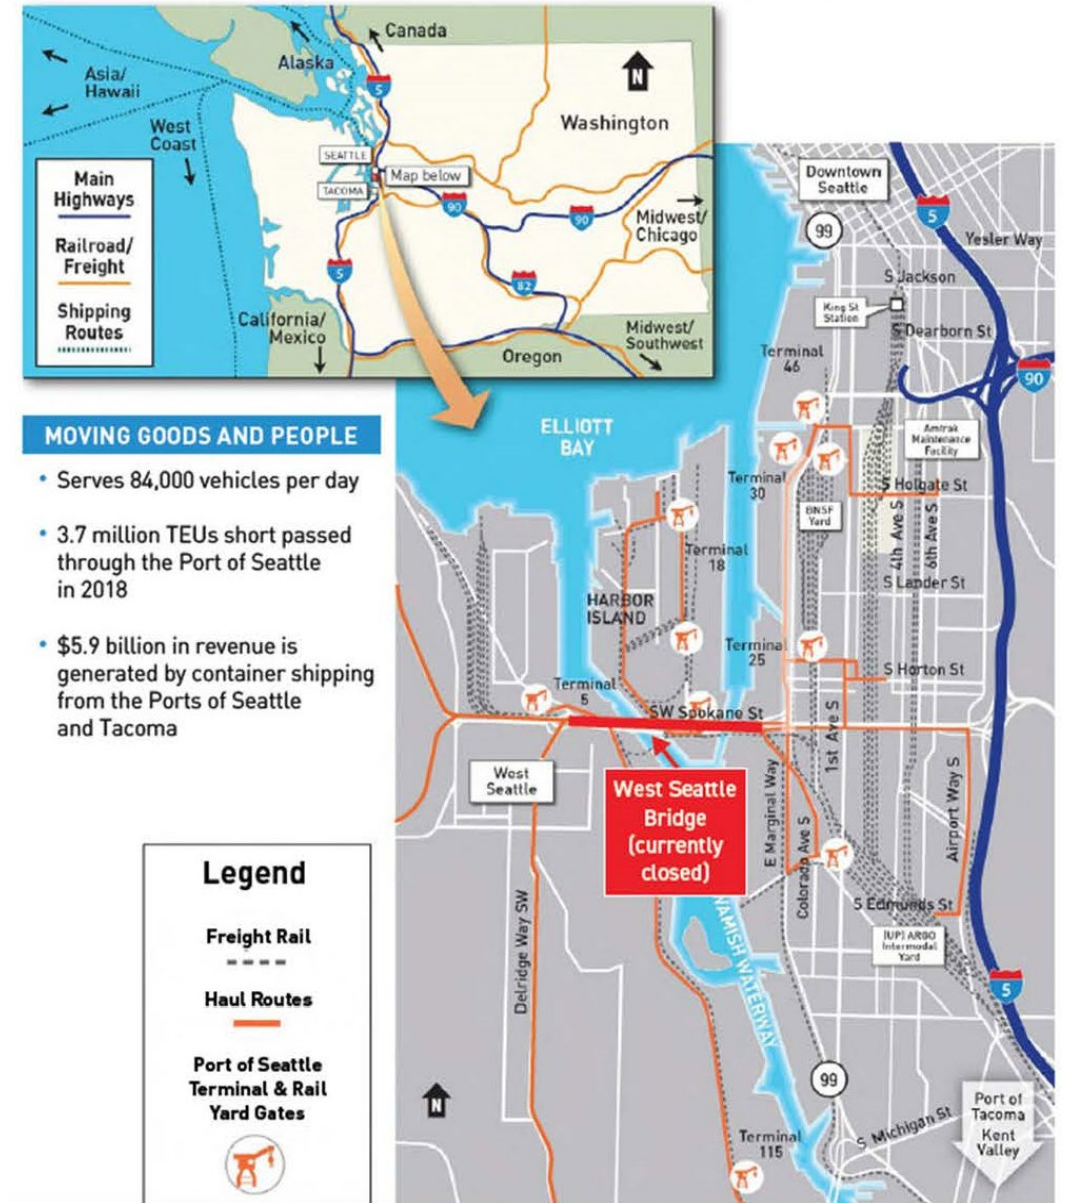 Canada
Alaska
Asia/
Hawaii
N
Washington
5
West
Coast
SEATTLE
Map below
TACOMA
90
90
Midwest/
Chicago
5
82
California/
Mexico
Oregon
Midwest/
Southwest
Main
Highways
Railroad/
Freight
Shipping
Routes
MOVING GOODS AND PEOPLE
• Serves 84,000 vehicles per day
• 3.7 million TEUs short passed
through the Port of Seattle
in 2018
• $5.9 billion in revenue is
generated by container shipping
from the Ports of Seattle
and Tacoma
Legend
Freight Rail
Haul Routes
Port of Seattle
Terminal & Rail
Yard Gates
Downtown
Seattle
99
5
Yesler Way
S Jackson
King St
Station
S Dearborn St
Terminal
46
90
ELLIOTT
BAY
Amtrak
Maintenance
Facility
Terminal
30
S Holgate St
BNSF
Yard
4th Ave S
6th Ave S
Terminal
18
S Lander St
HARBOR
ISLAND
Terminal
25
S Horton St
Terminal
5
SW Spokane St
1st Ave S
West
Seattle
West Seattle
Bridge
(currently
closed)
E Marginal Way
Colorado Ave S
Airport Way S
Delridge Way SW
S Edmunds St
(UP) ARGO
Intermodal
Yard
WAMISH WATERWAY
5
99
N
S Michigan St
Port of
Tacoma
Kent
Valley
Terminal
115